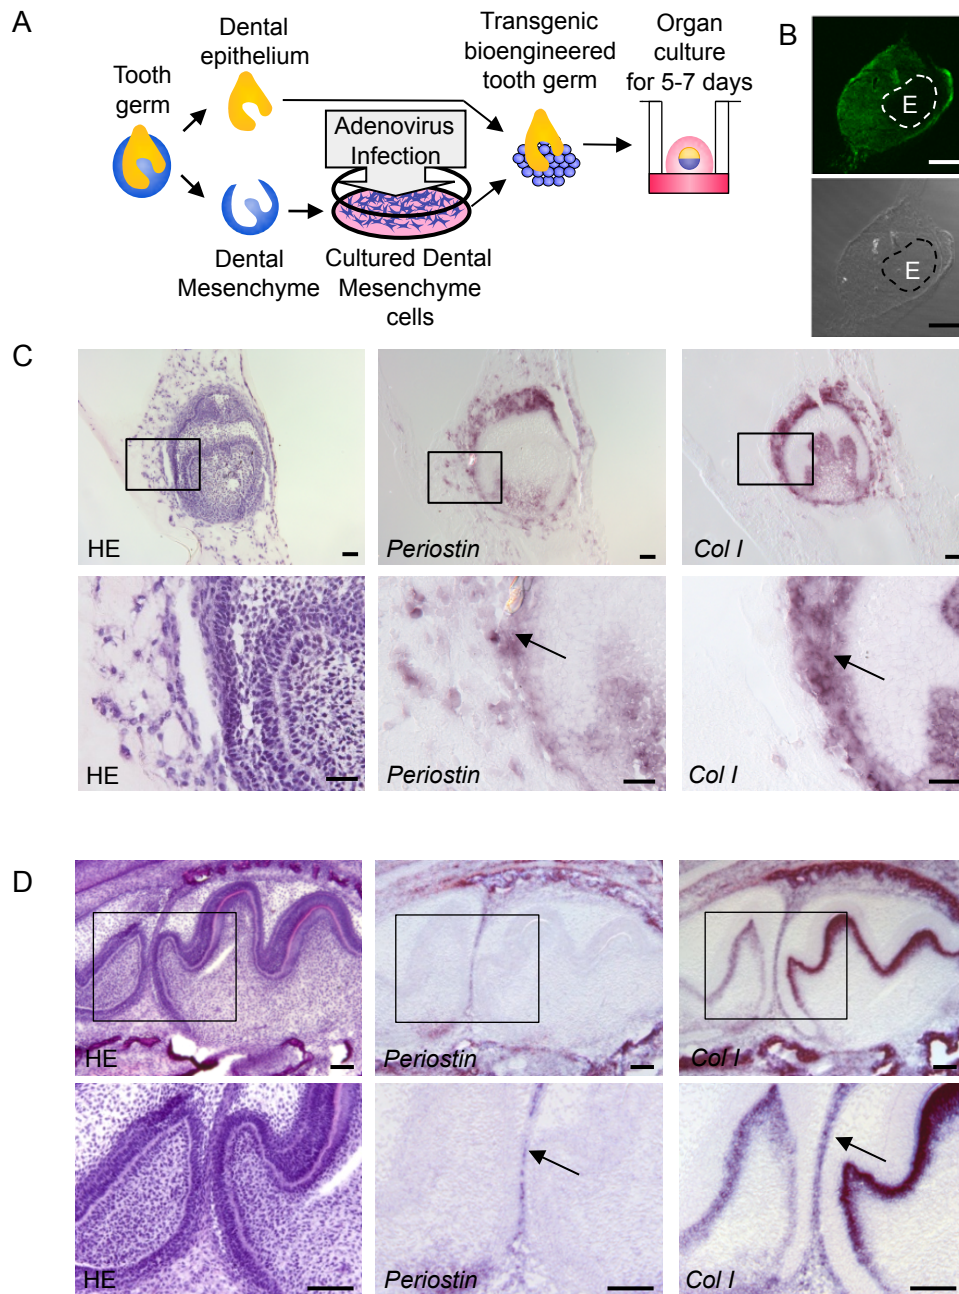 A
Tooth
germ
Dental
epithelium
Dental
Mesenchyme
Adenovirus
Infection
Cultured Dental
Mesenchyme
cells
Transgenic
bioengineered
tooth germ
Organ
culture
for 5-7 days
B
E
E
C
HE
Periostin
Col I
HE
Periostin
Col I
D
HE
Periostin
Col I
HE
Periostin
Col I